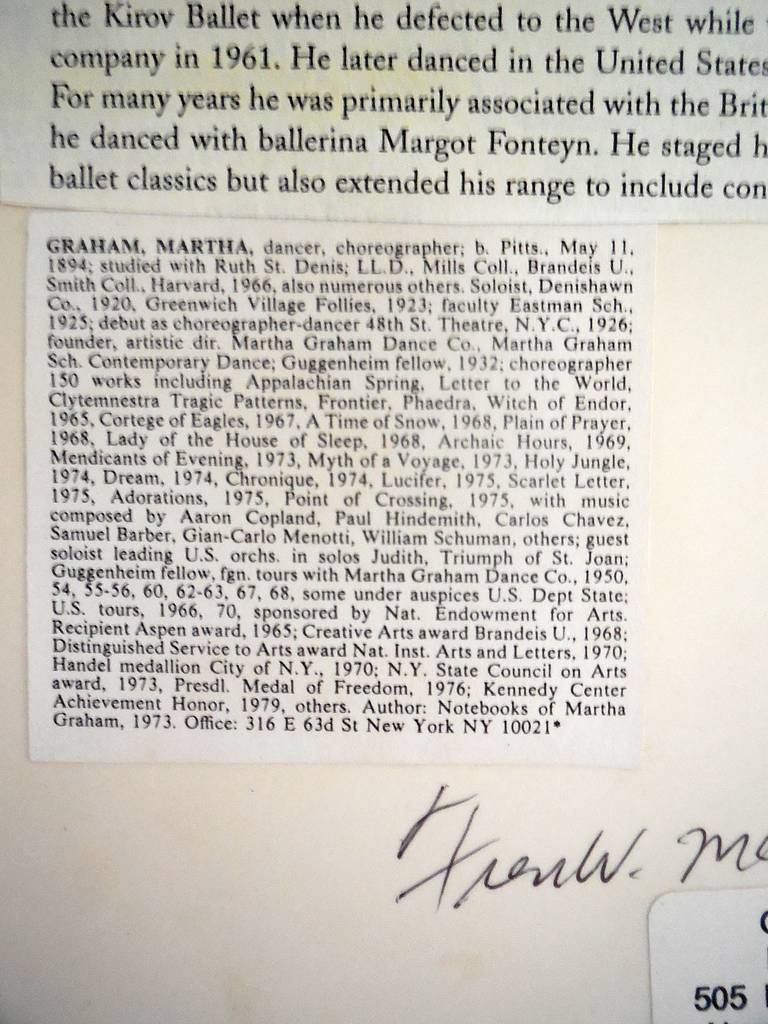 the Kirov Ballet when he defected to the West while
company in 1961. He later danced in the United States
For many years he was primarily associated with the Brit
he danced with ballerina Margot Fonteyn. He staged h
ballet classics but also extended his range to include con
GRAHAM, MARTHA, dancer, choreographer; b. Pitts., May 11,
1894; studied with Ruth St. Denis; LL.D., Mills Coll., Brandeis U.,
Smith Coll., Harvard, 1966, also numerous others. Soloist, Denishawn
Co., 1920, Greenwich Village Follies, 1923; faculty Eastman Sch.,
1925; debut as choreographer-dancer 48th St. Theatre, N.Y.C., 1926;
founder, artistic dir. Martha Graham Dance Co., Martha Graham
Sch. Contemporary Dance; Guggenheim fellow, 1932; choreographer
150 works including Appalachian Spring, Letter to the World,
Clytemnestra Tragic Patterns, Frontier, Phaedra, Witch of Endor,
1965, Cortege of Eagles, 1967, A Time of Snow, 1968, Plain of Prayer,
1968, Lady of the House of Sleep, 1968, Archaic Hours, 1969,
Mendicants of Evening, 1973, Myth of a Voyage, 1973, Holy Jungle,
1974, Dream, 1974, Chronique, 1974, Lucifer, 1975, Scarlet Letter,
1975, Adorations, 1975, Point of Crossing, 1975, with music
composed by Aaron Copland, Paul Hindemith, Carlos Chavez,
Samuel Barber, Gian-Carlo Menotti, William Schuman, others; guest
soloist leading U.S. orchs. in solos Judith, Triumph of St. Joan;
Guggenheim fellow, fgn. tours with Martha Graham Dance Co., 1950,
54, 55-56, 60, 62-63, 67, 68, some under auspices U.S. Dept State;
U.S. tours, 1966, 70, sponsored by Nat. Endowment for Arts.
Recipient Aspen award, 1965; Creative Arts award Brandeis U., 1968;
Distinguished Service to Arts award Nat. Inst. Arts and Letters, 1970;
Handel medallion City of N.Y., 1970; N.Y. State Council on Arts
award, 1973, Presdl. Medal of Freedom, 1976; Kennedy Center
Achievement Honor, 1979, others. Author: Notebooks of Martha
Graham, 1973. Office: 316 E 63d St New York NY 10021*
W.
505